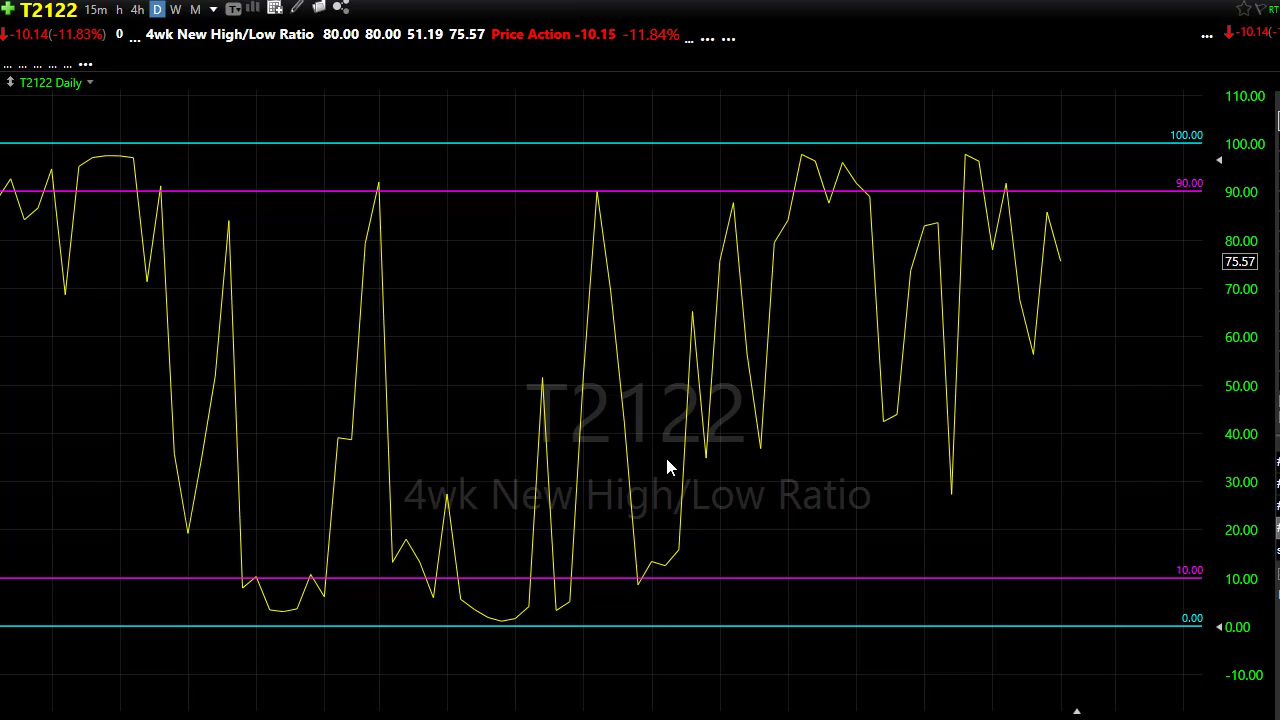 T2122 15m h 4h D W M T RT
-10.14(-11.83%) 0 ... 4wk New High/Low Ratio 80.00 80.00 51.19 75.57 Price Action -10.15 -11.84% ... ... ... ... -10.14(-
... ... ... ... ... ...
T2122 Daily
110.00
100.00 100.00
90.00 90.00
80.00
75.57
70.00
60.00
50.00
T2122
40.00
4wk New High/Low Ratio
30.00
20.00
10.00 10.00
0.00 0.00
-10.00